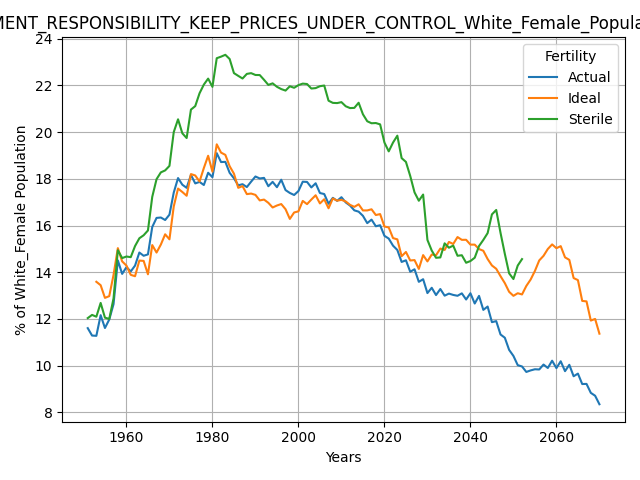 MENT_RESPONSIBILITY_KEEP_PRICES_UNDER_CONTROL_White_Female_Popula
24
22
20
18
16
14
12
10
8
% of White_Female Population
Fertility
Actual
Ideal
Sterile
1960
1980
2000
2020
2040
2060
Years